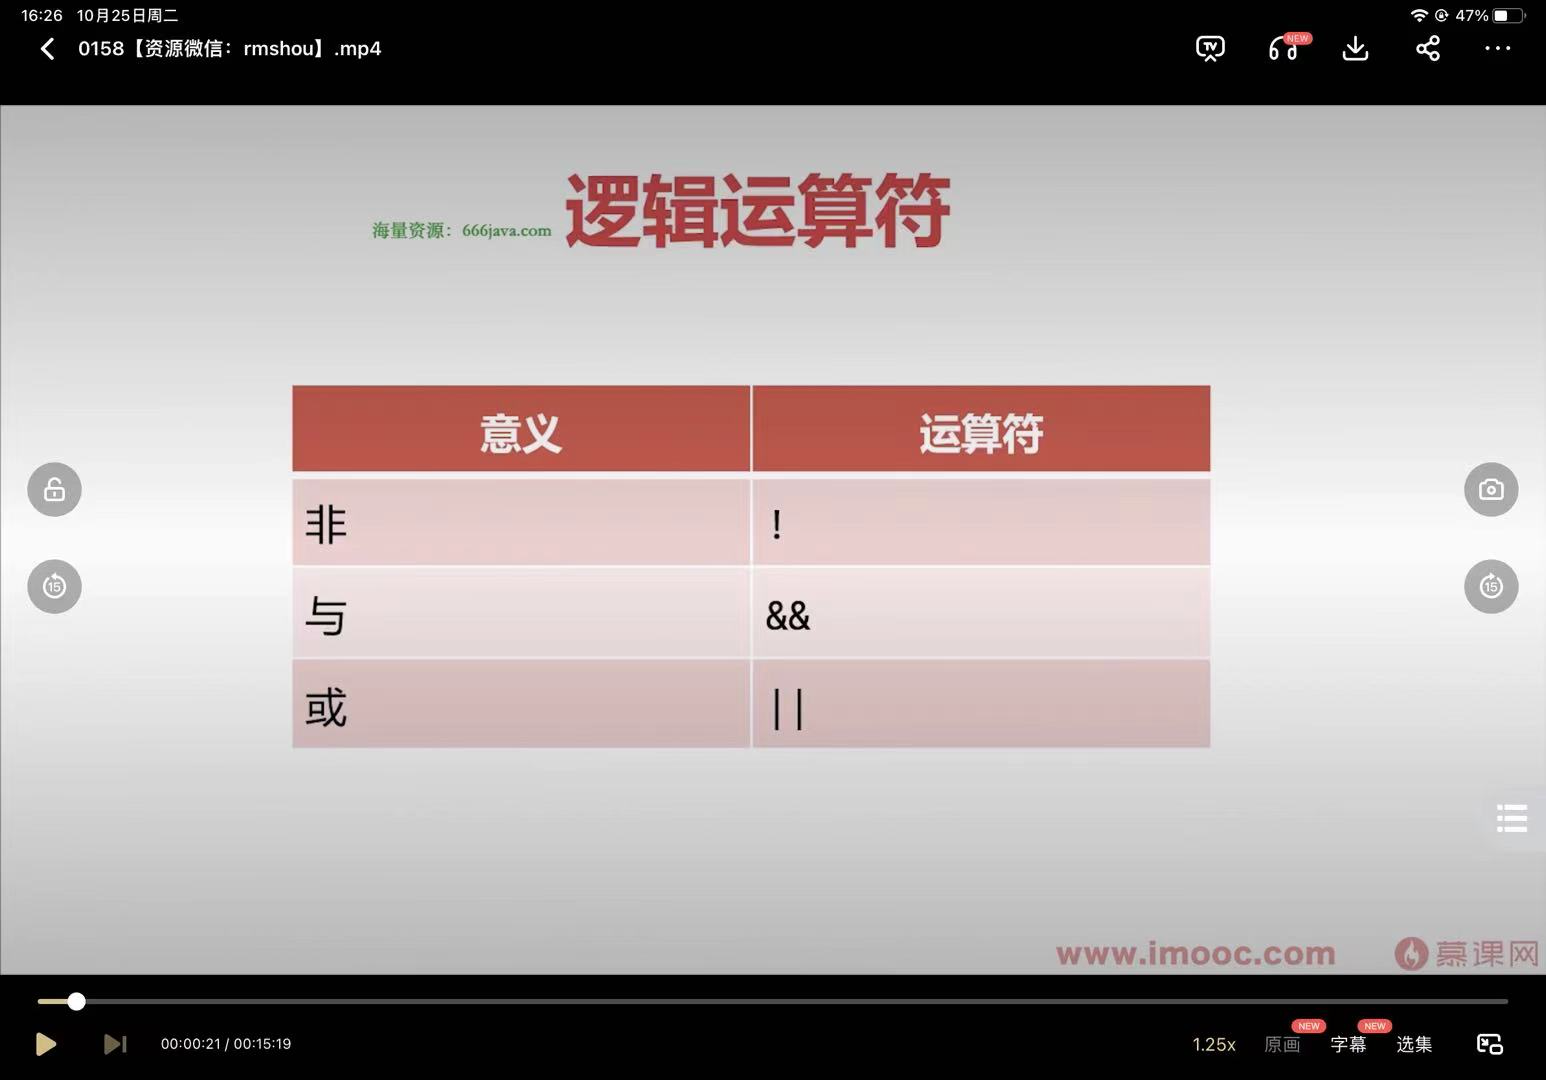 16:26 10月25日周二
47%
0158【资源微信：rmshou】.mp4
TV
NEW
逻辑运算符
海量资源：666java.com
意义 运算符
非 !
与 &&
或 ||
15
15
www.imooc.com 慕课网
00:00:21 / 00:15:19
1.25x
原画 NEW
字幕 NEW
选集